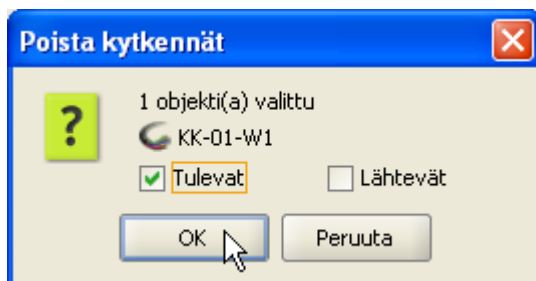 Poista kytkennät
1 objekti(a) valittu
KK-01-W1
Tulevat Lähtevät
OK Peruuta